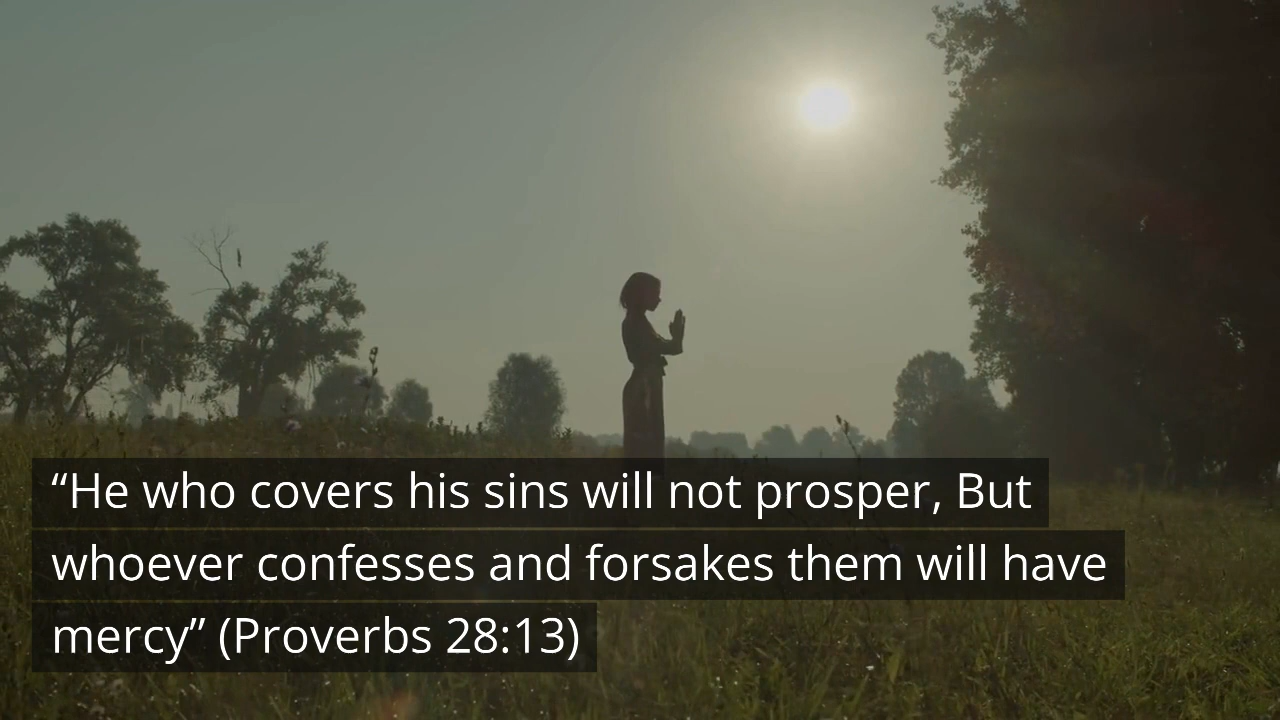 “He who covers his sins will not prosper, But
whoever confesses and forsakes them will have
mercy” (Proverbs 28:13)